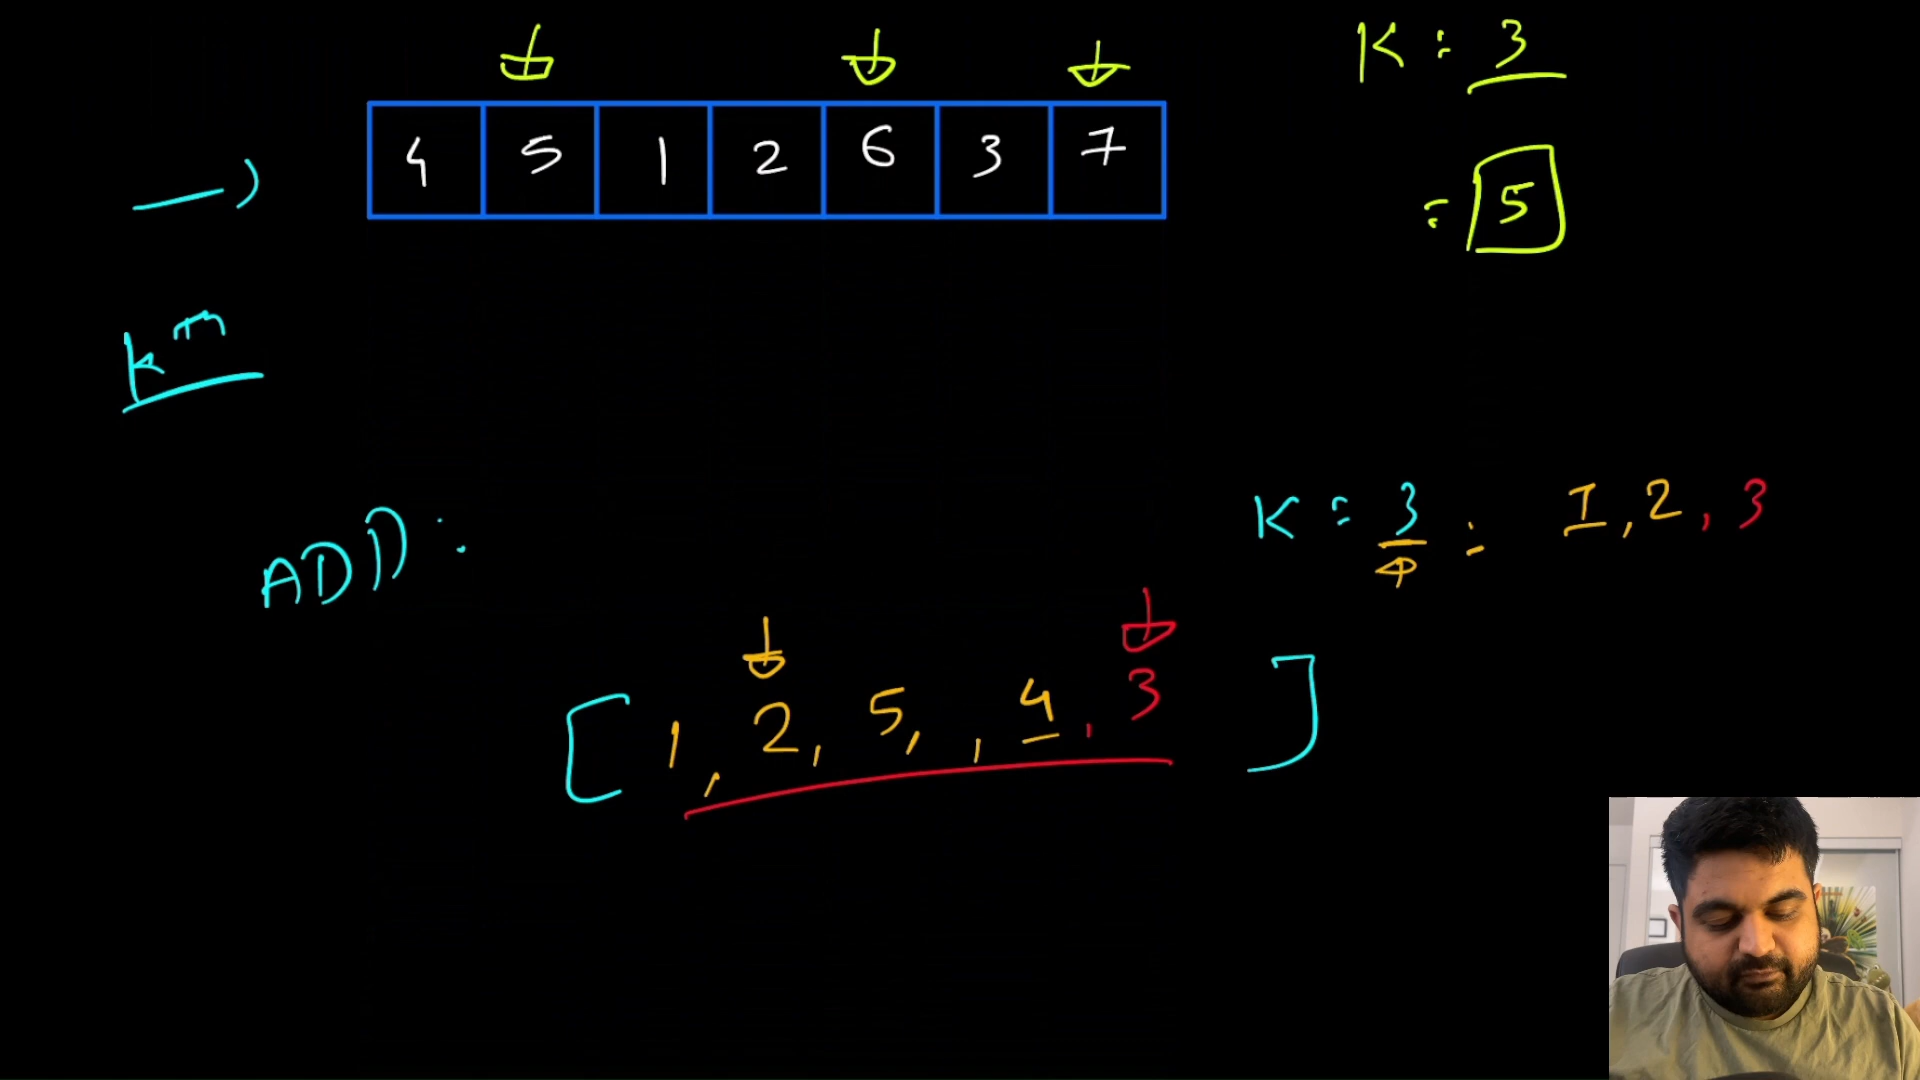 K : 3
4 5 1 2 6 3 7
= 5
kth
ADD :
K = 3 = 1, 2, 3
[ 1, 2, 5, , 4, 3 ]